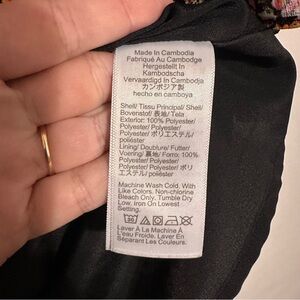 Made In Cambodia
Fabriqué Au Cambodge
Hergestellt In
Kambodscha
Vervaardigd In Cambodja
カンボジア製
hecho en camboya
Shell/ Tissu Principal/ Shell/
Bovenstof/ 表地/ Tela
Exterior: 100% Polyester/
Polyester/ Polyester/
Polyester/ ポリエステル/
poliéster
Lining/ Doublure/ Futter/
Voering/ 裏地/ Forro: 100%
Polyester/ Polyester/
Polyester/ Polyester/ ポリ
エステル/ poliéster
Machine Wash Cold, With
Like Colors. Non-chlorine
Bleach Only. Tumble Dry
Low. Iron On Lowest
Setting.
30
Laver À La Machine À
L'eau Froide. Laver En
Séparant Les Couleurs.